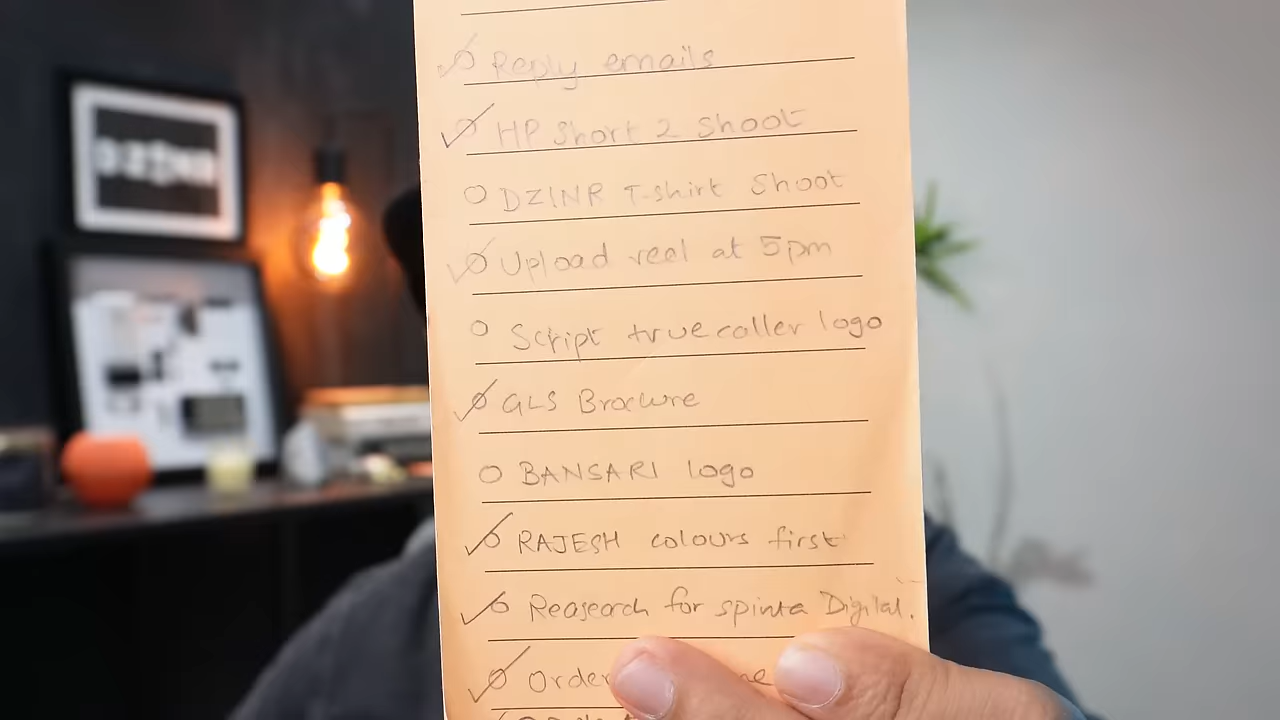 DZINR
Reply emails
HP Short 2 Shoot
DZINR T-shirt Shoot
Upload reel at 5pm
Script truecaller logo
GLS Brocure
BANSARI logo
RAJESH colours first
Reasearch for spinta Digital.
Order